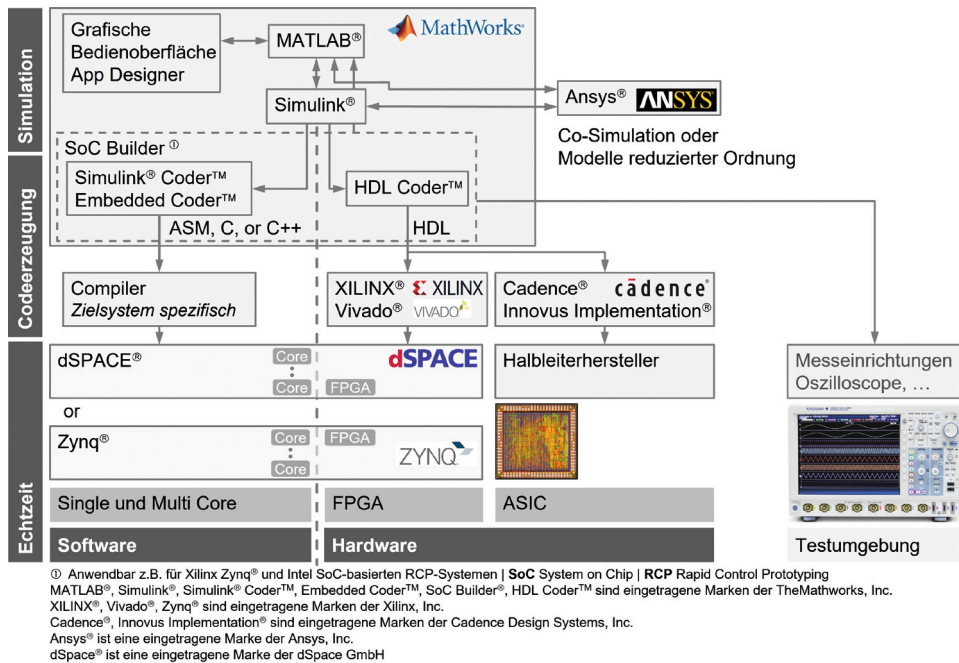 Simulation
Codeerzeugung
Echtzeit
Grafische
Bedienoberfläche
App Designer
MATLAB®
MathWorks®
Simulink®
Ansys® ANSYS®
Co-Simulation oder
Modelle reduzierter Ordnung
SoC Builder ①
Simulink® Coder™
Embedded Coder™
HDL Coder™
ASM, C, or C++
HDL
Compiler
Zielsystem spezifisch
XILINX® XILINX
Vivado® VIVADO
Cadence® cādence®
Innovus Implementation®
dSPACE® Core dSPACE
Core FPGA
Halbleiterhersteller
Messeinrichtungen
Oszilloscope, …
or
Zynq® Core FPGA ZYNQ
Core
YOKOGAWA
Single und Multi Core
FPGA
ASIC
Software
Hardware
Testumgebung
① Anwendbar z.B. für Xilinx Zynq® und Intel SoC-basierten RCP-Systemen | SoC System on Chip | RCP Rapid Control Prototyping
MATLAB®, Simulink®, Simulink® Coder™, Embedded Coder™, SoC Builder®, HDL Coder™ sind eingetragene Marken der TheMathworks, Inc.
XILINX®, Vivado®, Zynq® sind eingetragene Marken der Xilinx, Inc.
Cadence®, Innovus Implementation® sind eingetragene Marken der Cadence Design Systems, Inc.
Ansys® ist eine eingetragene Marke der Ansys, Inc.
dSpace® ist eine eingetragene Marke der dSpace GmbH